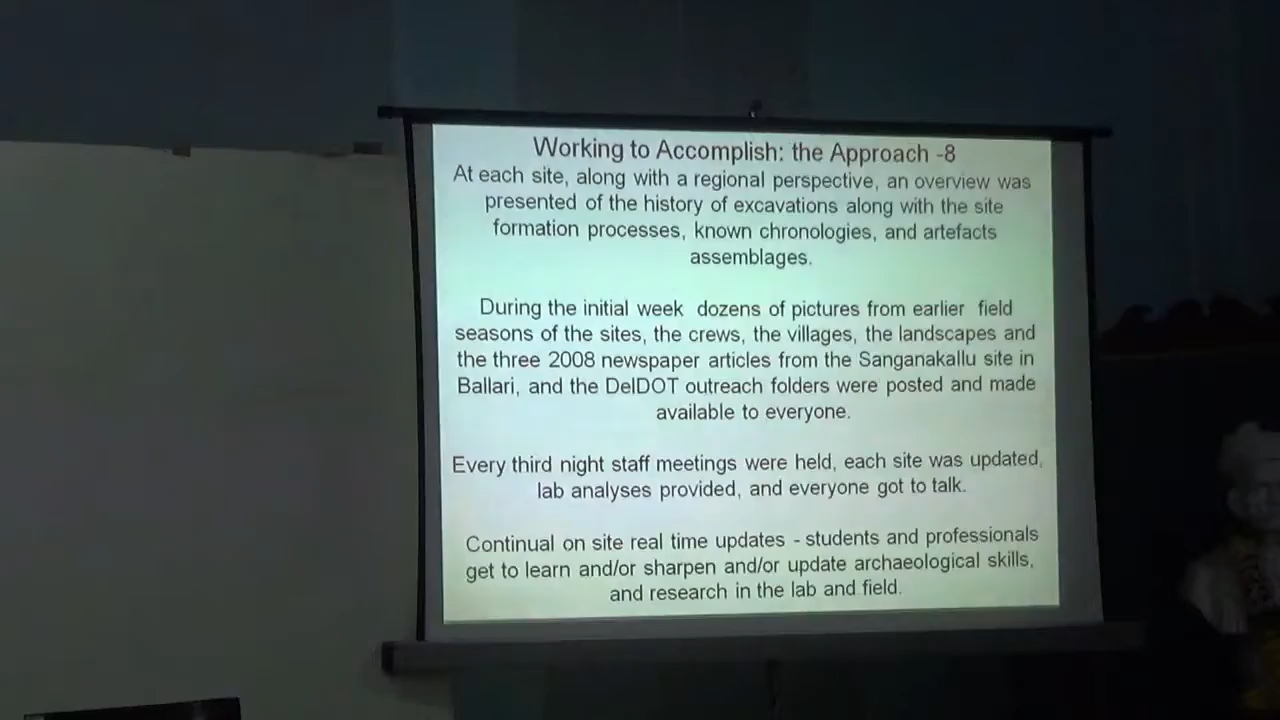 Working to Accomplish: the Approach -8
At each site, along with a regional perspective, an overview was
presented of the history of excavations along with the site
formation processes, known chronologies, and artefacts
assemblages.
During the initial week dozens of pictures from earlier field
seasons of the sites, the crews, the villages, the landscapes and
the three 2008 newspaper articles from the Sanganakallu site in
Ballari, and the DelDOT outreach folders were posted and made
available to everyone.
Every third night staff meetings were held, each site was updated,
lab analyses provided, and everyone got to talk.
Continual on site real time updates - students and professionals
get to learn and/or sharpen and/or update archaeological skills,
and research in the lab and field.